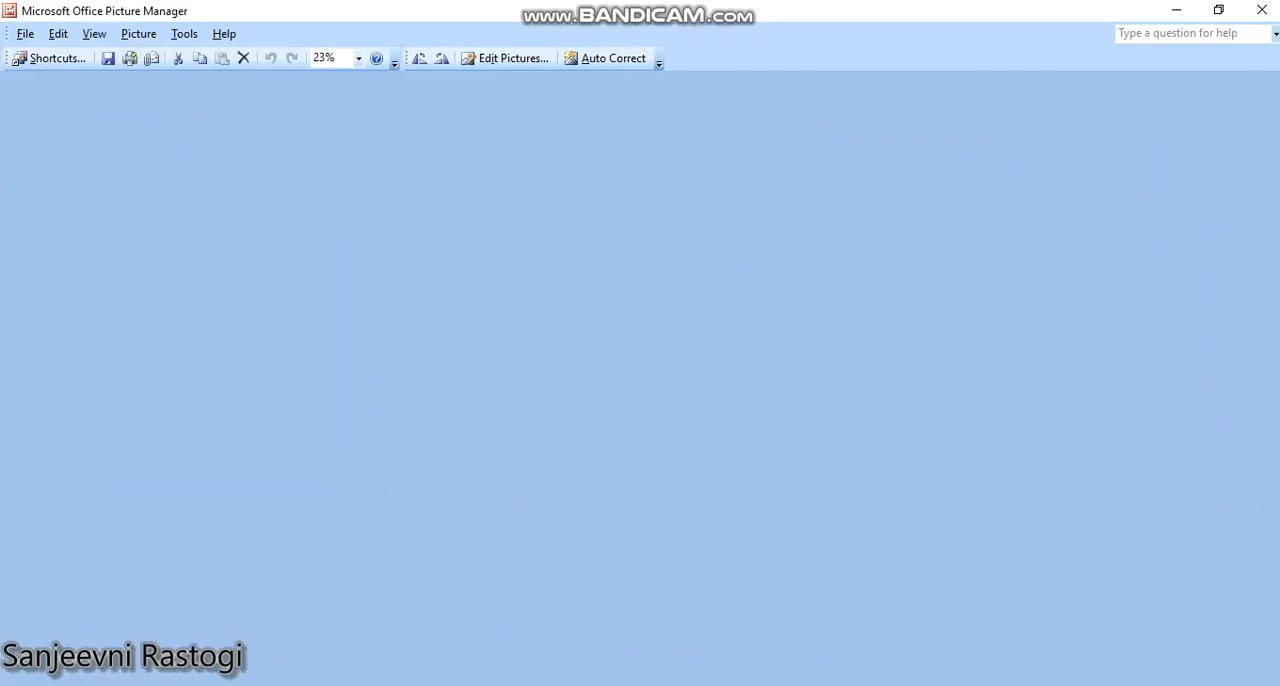 Microsoft Office Picture Manager
www.BANDICAM.com
File Edit View Picture Tools Help
Type a question for help
Shortcuts... 23% Edit Pictures... Auto Correct
Sanjeevni Rastogi